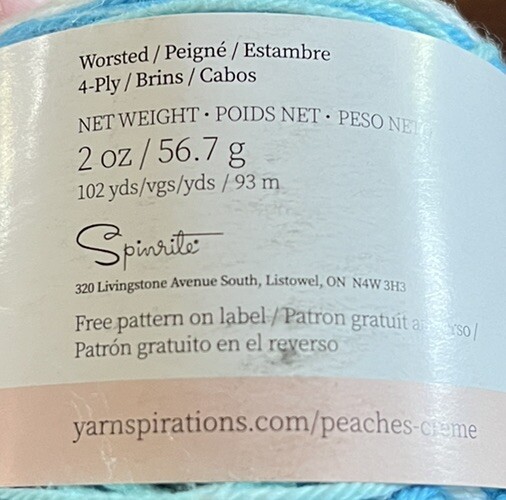 Worsted / Peigné / Estambre
4-Ply / Brins / Cabos
NET WEIGHT • POIDS NET • PESO NE
2 oz / 56.7 g
102 yds/vgs/yds / 93 m
Spinrite
320 Livingstone Avenue South, Listowel, ON N4W 3H3
Free pattern on label / Patron gratuit
Patrón gratuito en el reverso
yarnspirations.com/peaches-creme